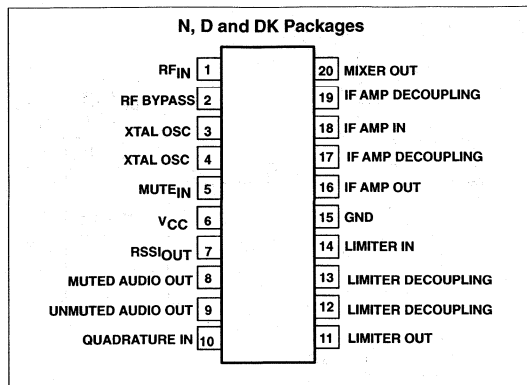 N, D and DK Packages
RFIN 1
RF BYPASS 2
XTAL OSC 3
XTAL OSC 4
MUTEIN 5
VCC 6
RSSIOUT 7
MUTED AUDIO OUT 8
UNMUTED AUDIO OUT 9
QUADRATURE IN 10
20 MIXER OUT
19 IF AMP DECOUPLING
18 IF AMP IN
17 IF AMP DECOUPLING
16 IF AMP OUT
15 GND
14 LIMITER IN
13 LIMITER DECOUPLING
12 LIMITER DECOUPLING
11 LIMITER OUT